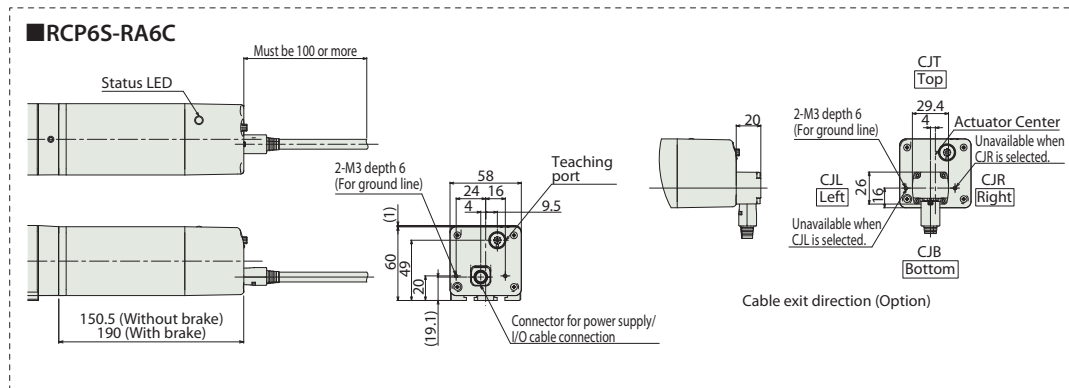 ■RCP6S-RA6C
Must be 100 or more
Status LED
150.5 (Without brake)
190 (With brake)
2-M3 depth 6
(For ground line)
Teaching
port
58
24
16
4
9.5
(1)
60
49
20
(19.1)
Connector for power supply/
I/O cable connection
20
CJT
Top
29.4
4
2-M3 depth 6
(For ground line)
Actuator Center
Unavailable when
CJR is selected.
CJL
Left
26
16
CJR
Right
Unavailable when
CJL is selected.
CJB
Bottom
Cable exit direction (Option)